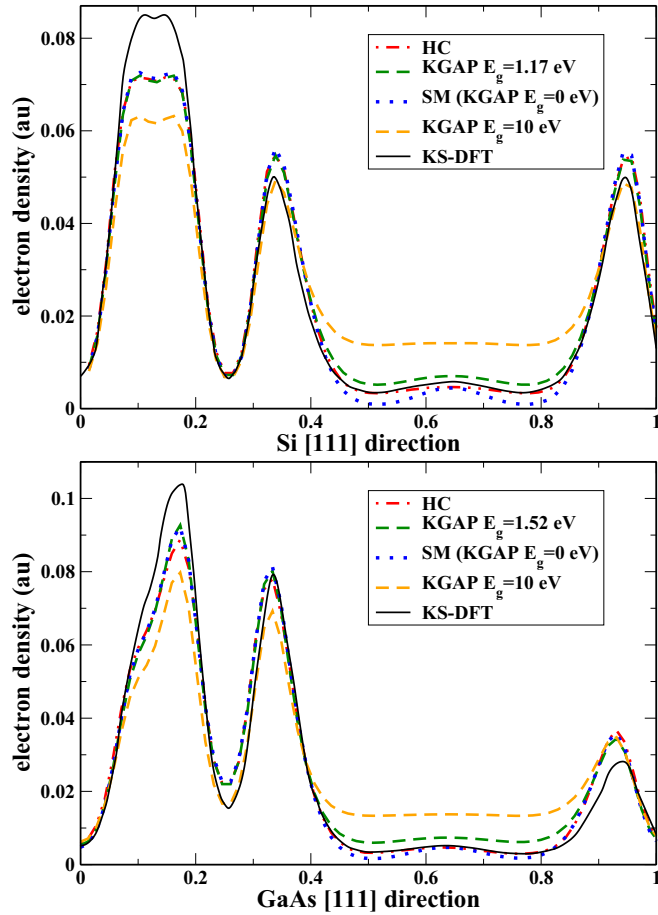 HC
KGAP E_g=1.17 eV
SM (KGAP E_g=0 eV)
KGAP E_g=10 eV
KS-DFT
electron density (au)
0.08
0.06
0.04
0.02
0
0 0.2 0.4 0.6 0.8 1
Si [111] direction
HC
KGAP E_g=1.52 eV
SM (KGAP E_g=0 eV)
KGAP E_g=10 eV
KS-DFT
electron density (au)
0.1
0.08
0.06
0.04
0.02
0
0 0.2 0.4 0.6 0.8 1
GaAs [111] direction